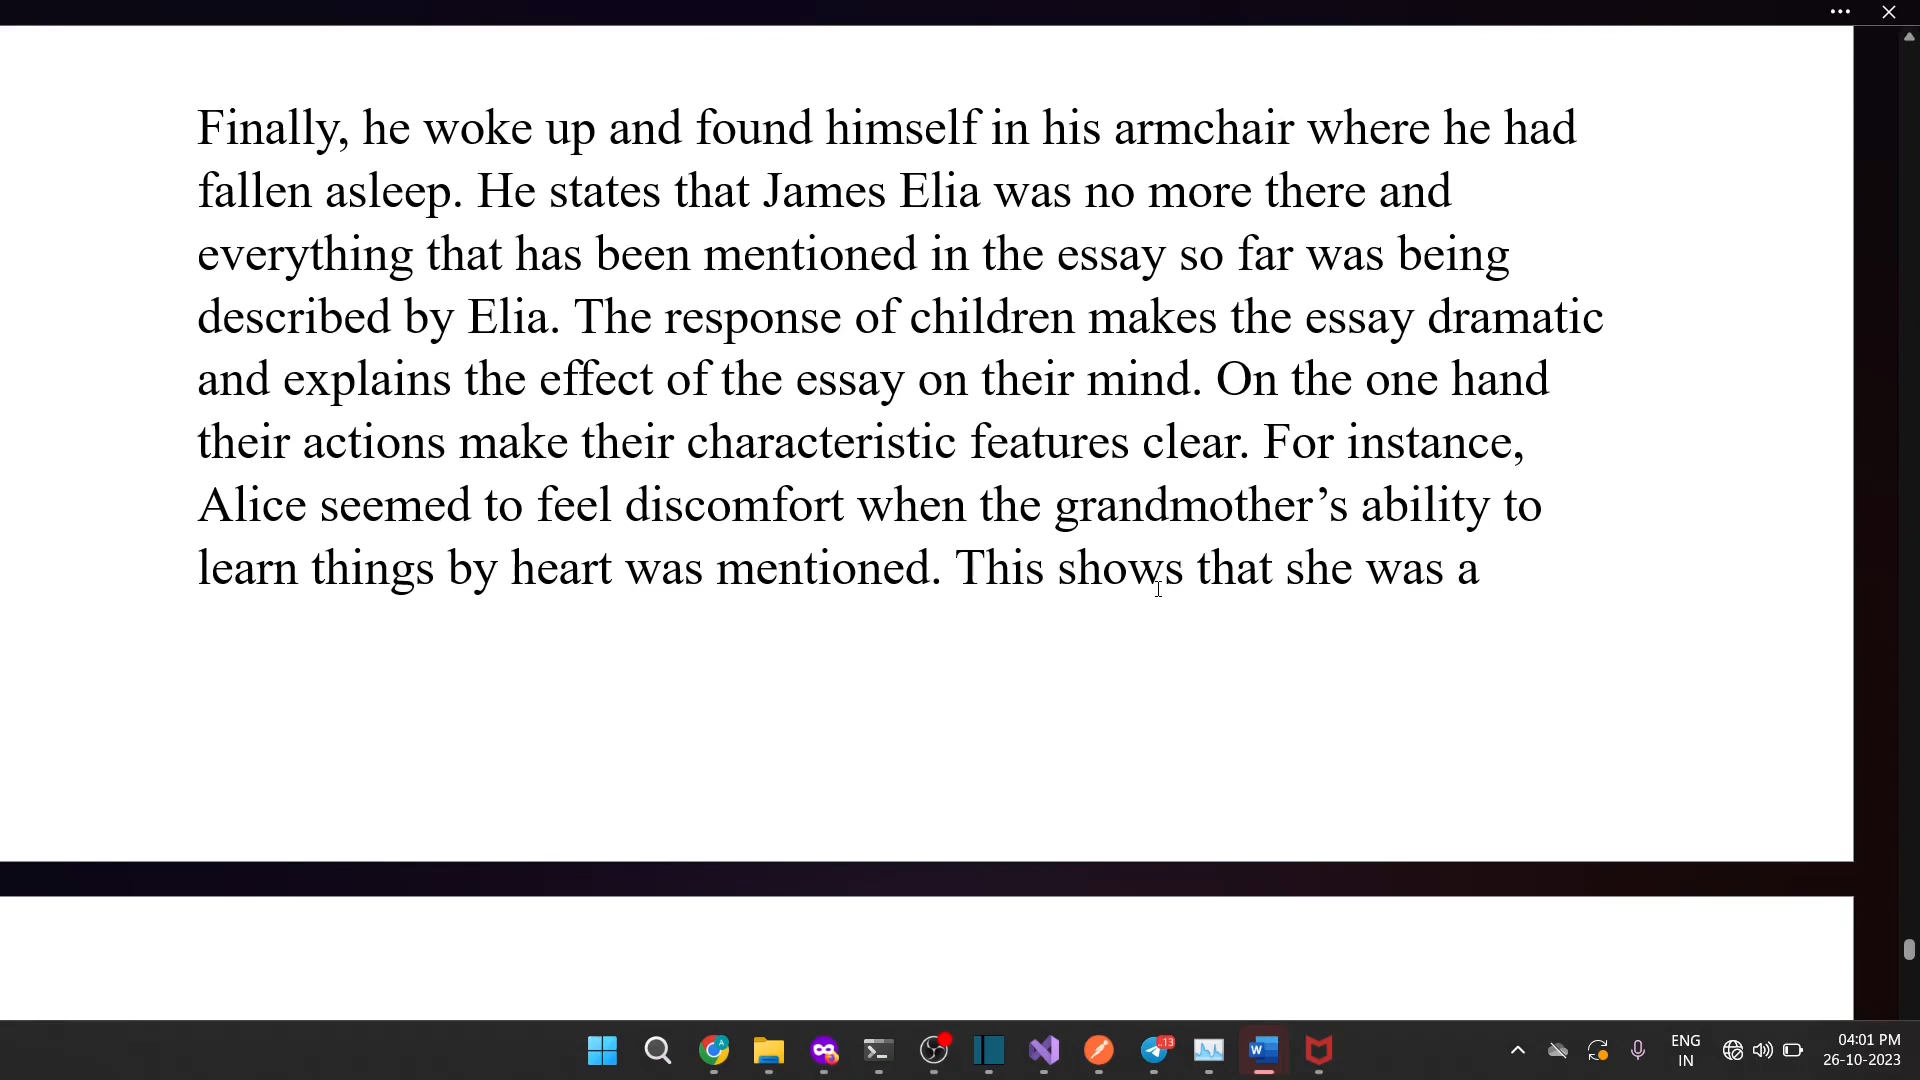 Finally, he woke up and found himself in his armchair where he had
fallen asleep. He states that James Elia was no more there and
everything that has been mentioned in the essay so far was being
described by Elia. The response of children makes the essay dramatic
and explains the effect of the essay on their mind. On the one hand
their actions make their characteristic features clear. For instance,
Alice seemed to feel discomfort when the grandmother’s ability to
learn things by heart was mentioned. This shows that she was a
A
13
W
ENG
IN
04:01 PM
26-10-2023